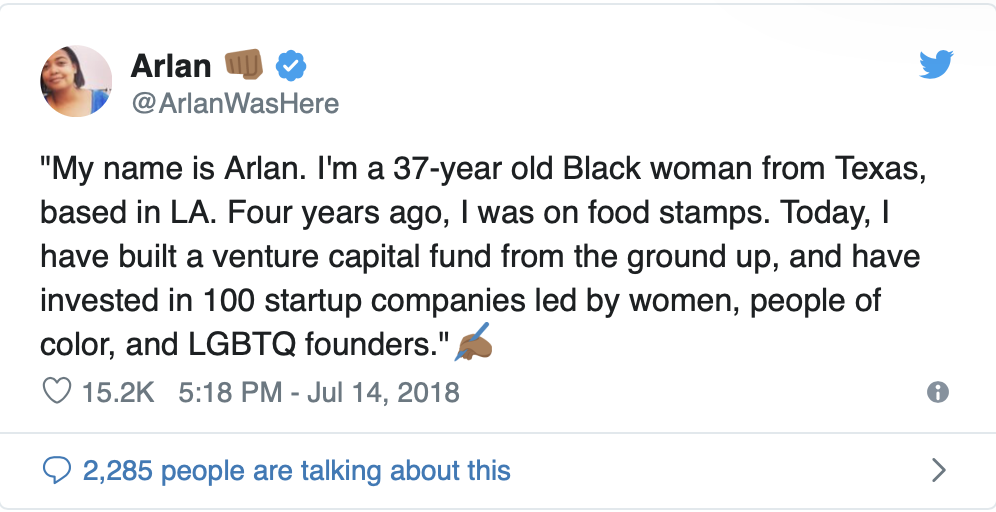 Arlan 👊🏾
@ArlanWasHere
"My name is Arlan. I'm a 37-year old Black woman from Texas,
based in LA. Four years ago, I was on food stamps. Today, I
have built a venture capital fund from the ground up, and have
invested in 100 startup companies led by women, people of
color, and LGBTQ founders."✍🏾
15.2K 5:18 PM - Jul 14, 2018
2,285 people are talking about this